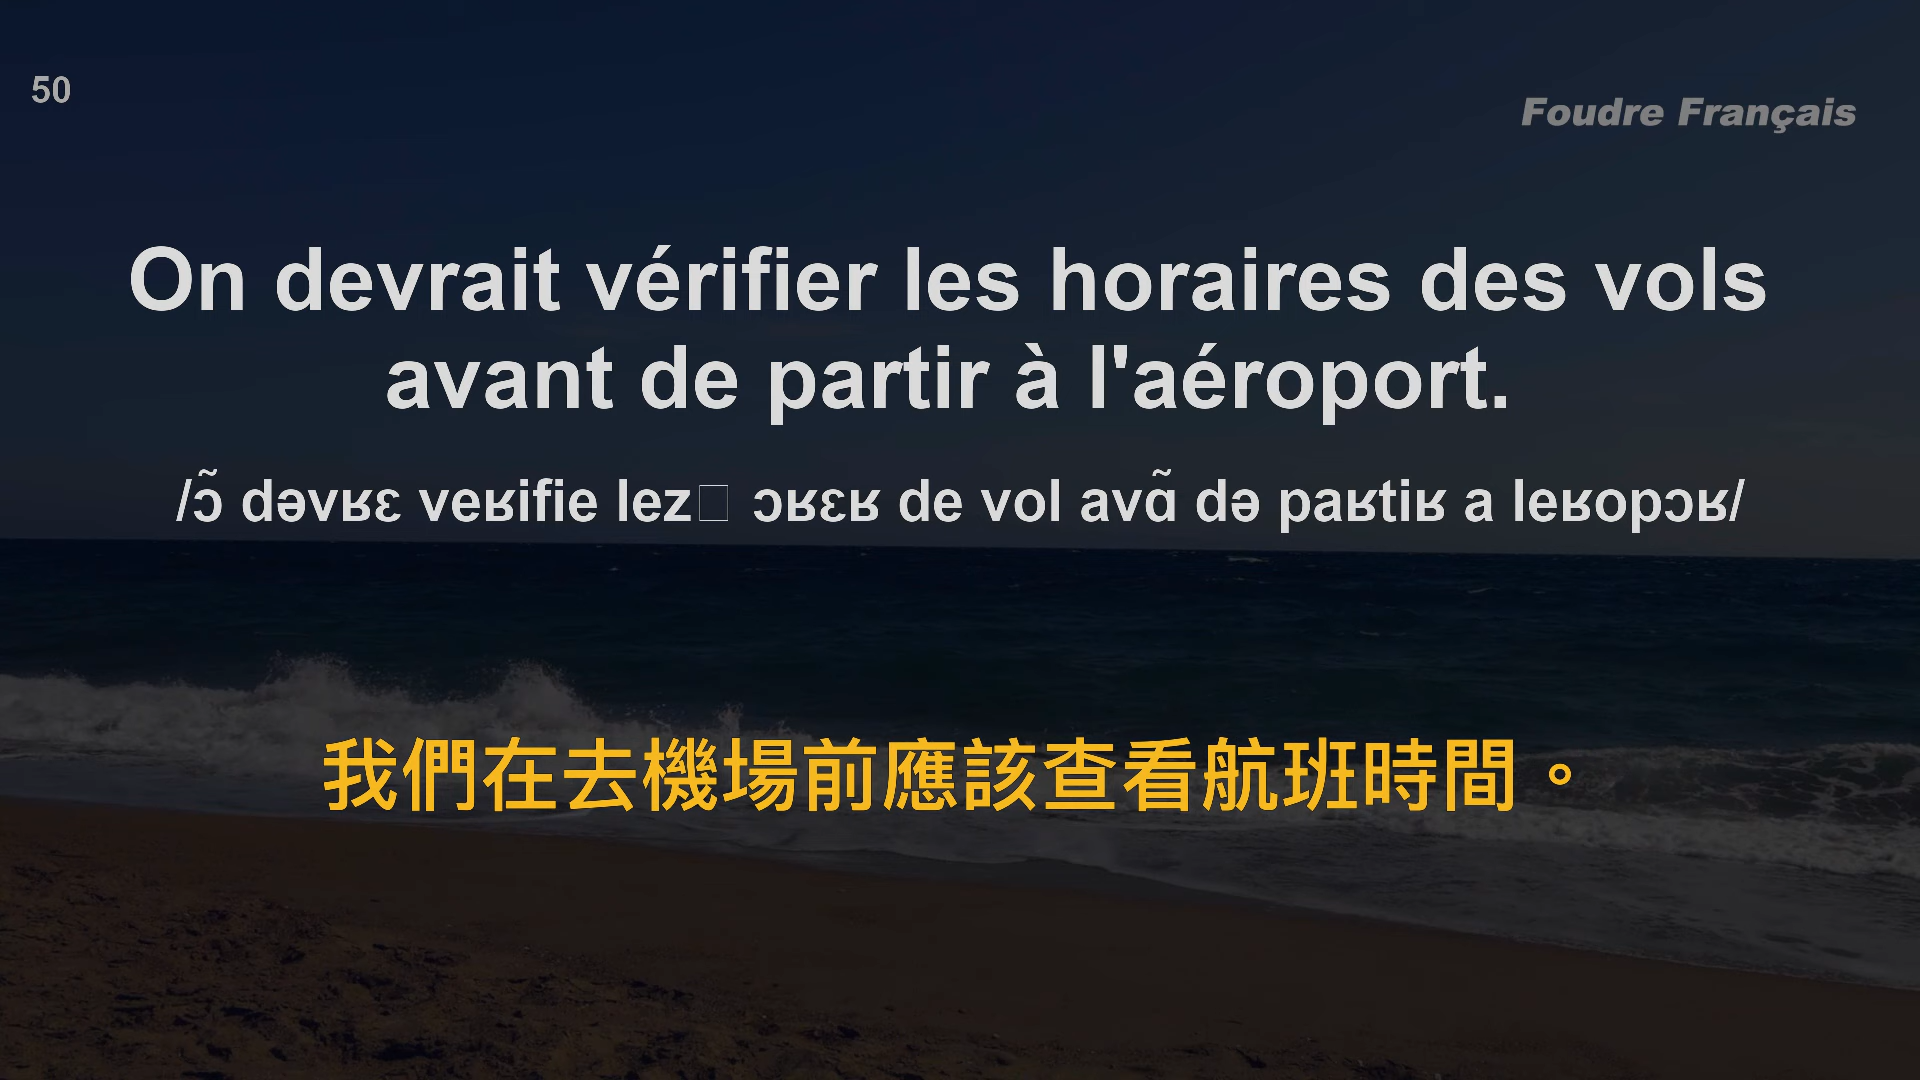 50
Foudre Français
On devrait vérifier les horaires des vols
avant de partir à l'aéroport.
/ɔ̃ dəvʁɛ veʁifie lez□ ɔʁɛʁ de vol avɑ̃ də paʁtiʁ a leʁopɔʁ/
我們在去機場前應該查看航班時間。